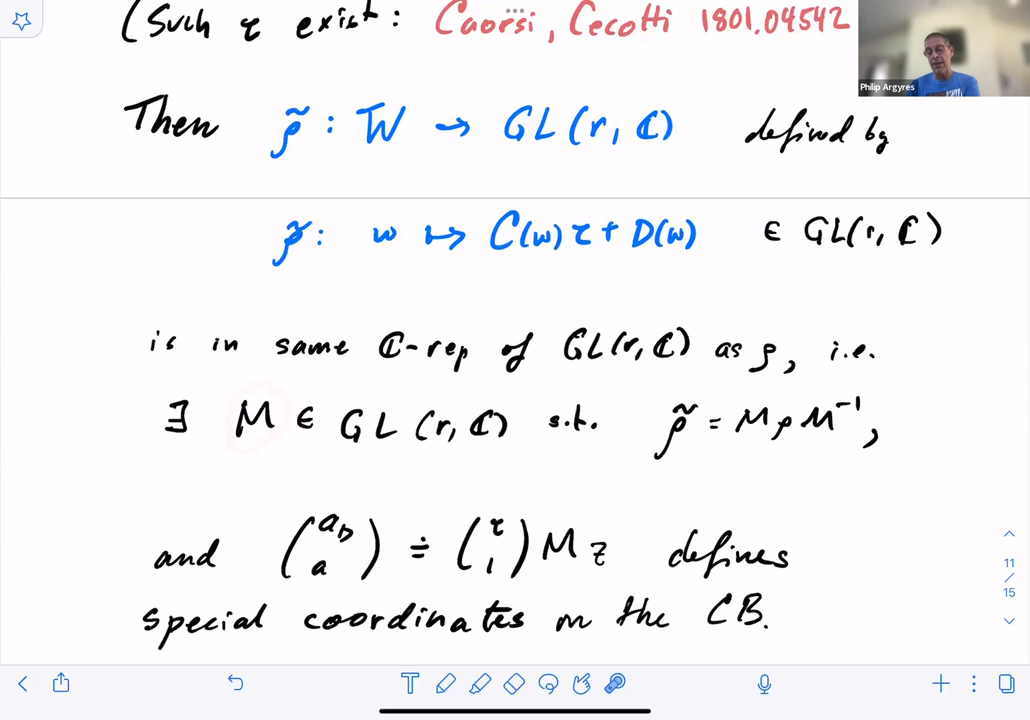 (Such τ exist: Caorsi, Cecotti 1801.04542
Philip Argyres
Then ρ̃ : W → GL(r, ℂ) defined by
ρ̃ : w ↦ C(w)τ + D(w) ∈ GL(r, ℂ)
is in same ℂ-rep of GL(r, ℂ) as ρ, i.e.
∃ M ∈ GL(r, ℂ) s.t. ρ̃ = MρM⁻¹,
and (a_D a) ≐ (τ 1) M z defines
special coordinates on the CB.
11
/
15
T